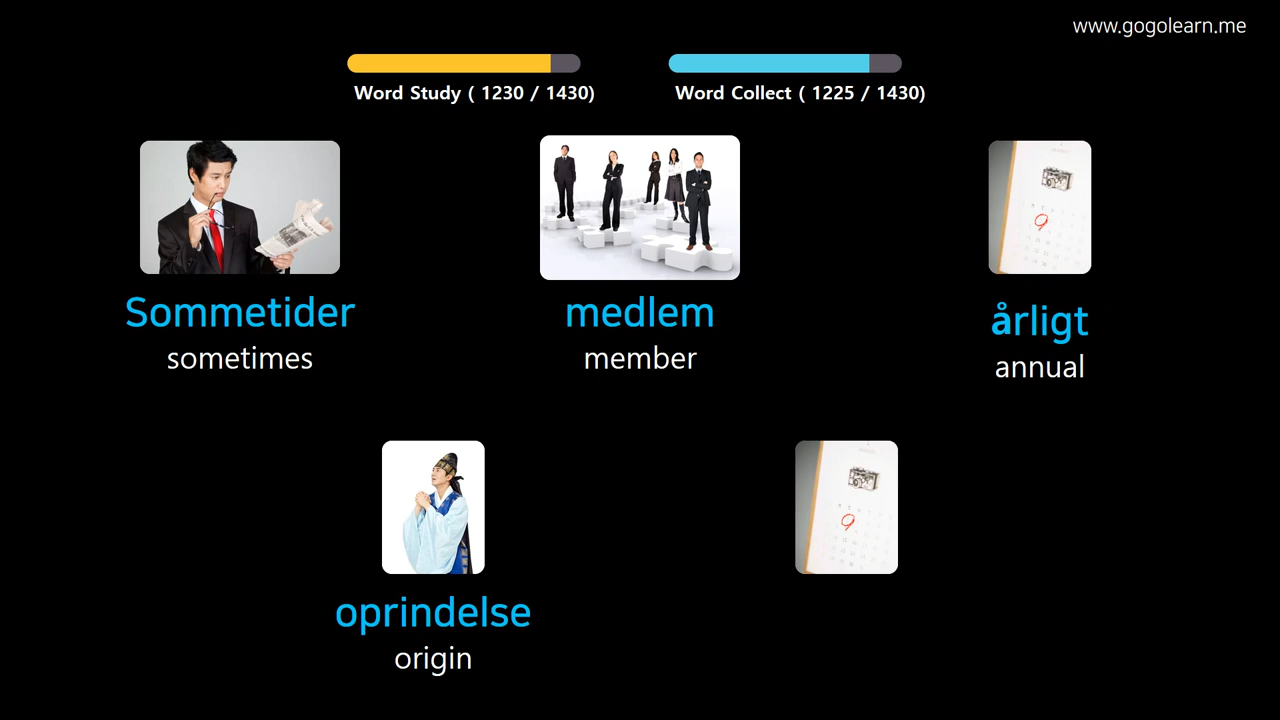 www.gogolearn.me
Word Study ( 1230 / 1430)
Word Collect ( 1225 / 1430)
Sommetider
sometimes
medlem
member
årligt
annual
oprindelse
origin